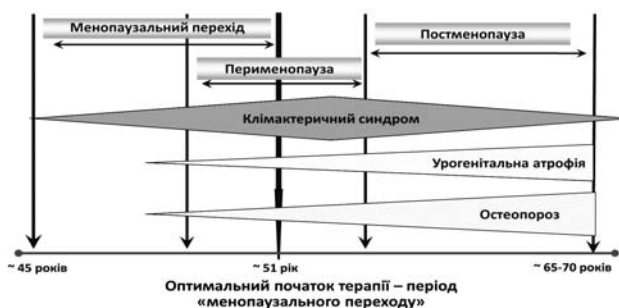 Менопаузальний перехід
Постменопауза
Перименопауза
Клімактеричний синдром
Урогенітальна атрофія
Остеопороз
~ 45 років
~ 51 рік
~ 65-70 років
Оптимальний початок терапії – період
«менопаузального переходу»